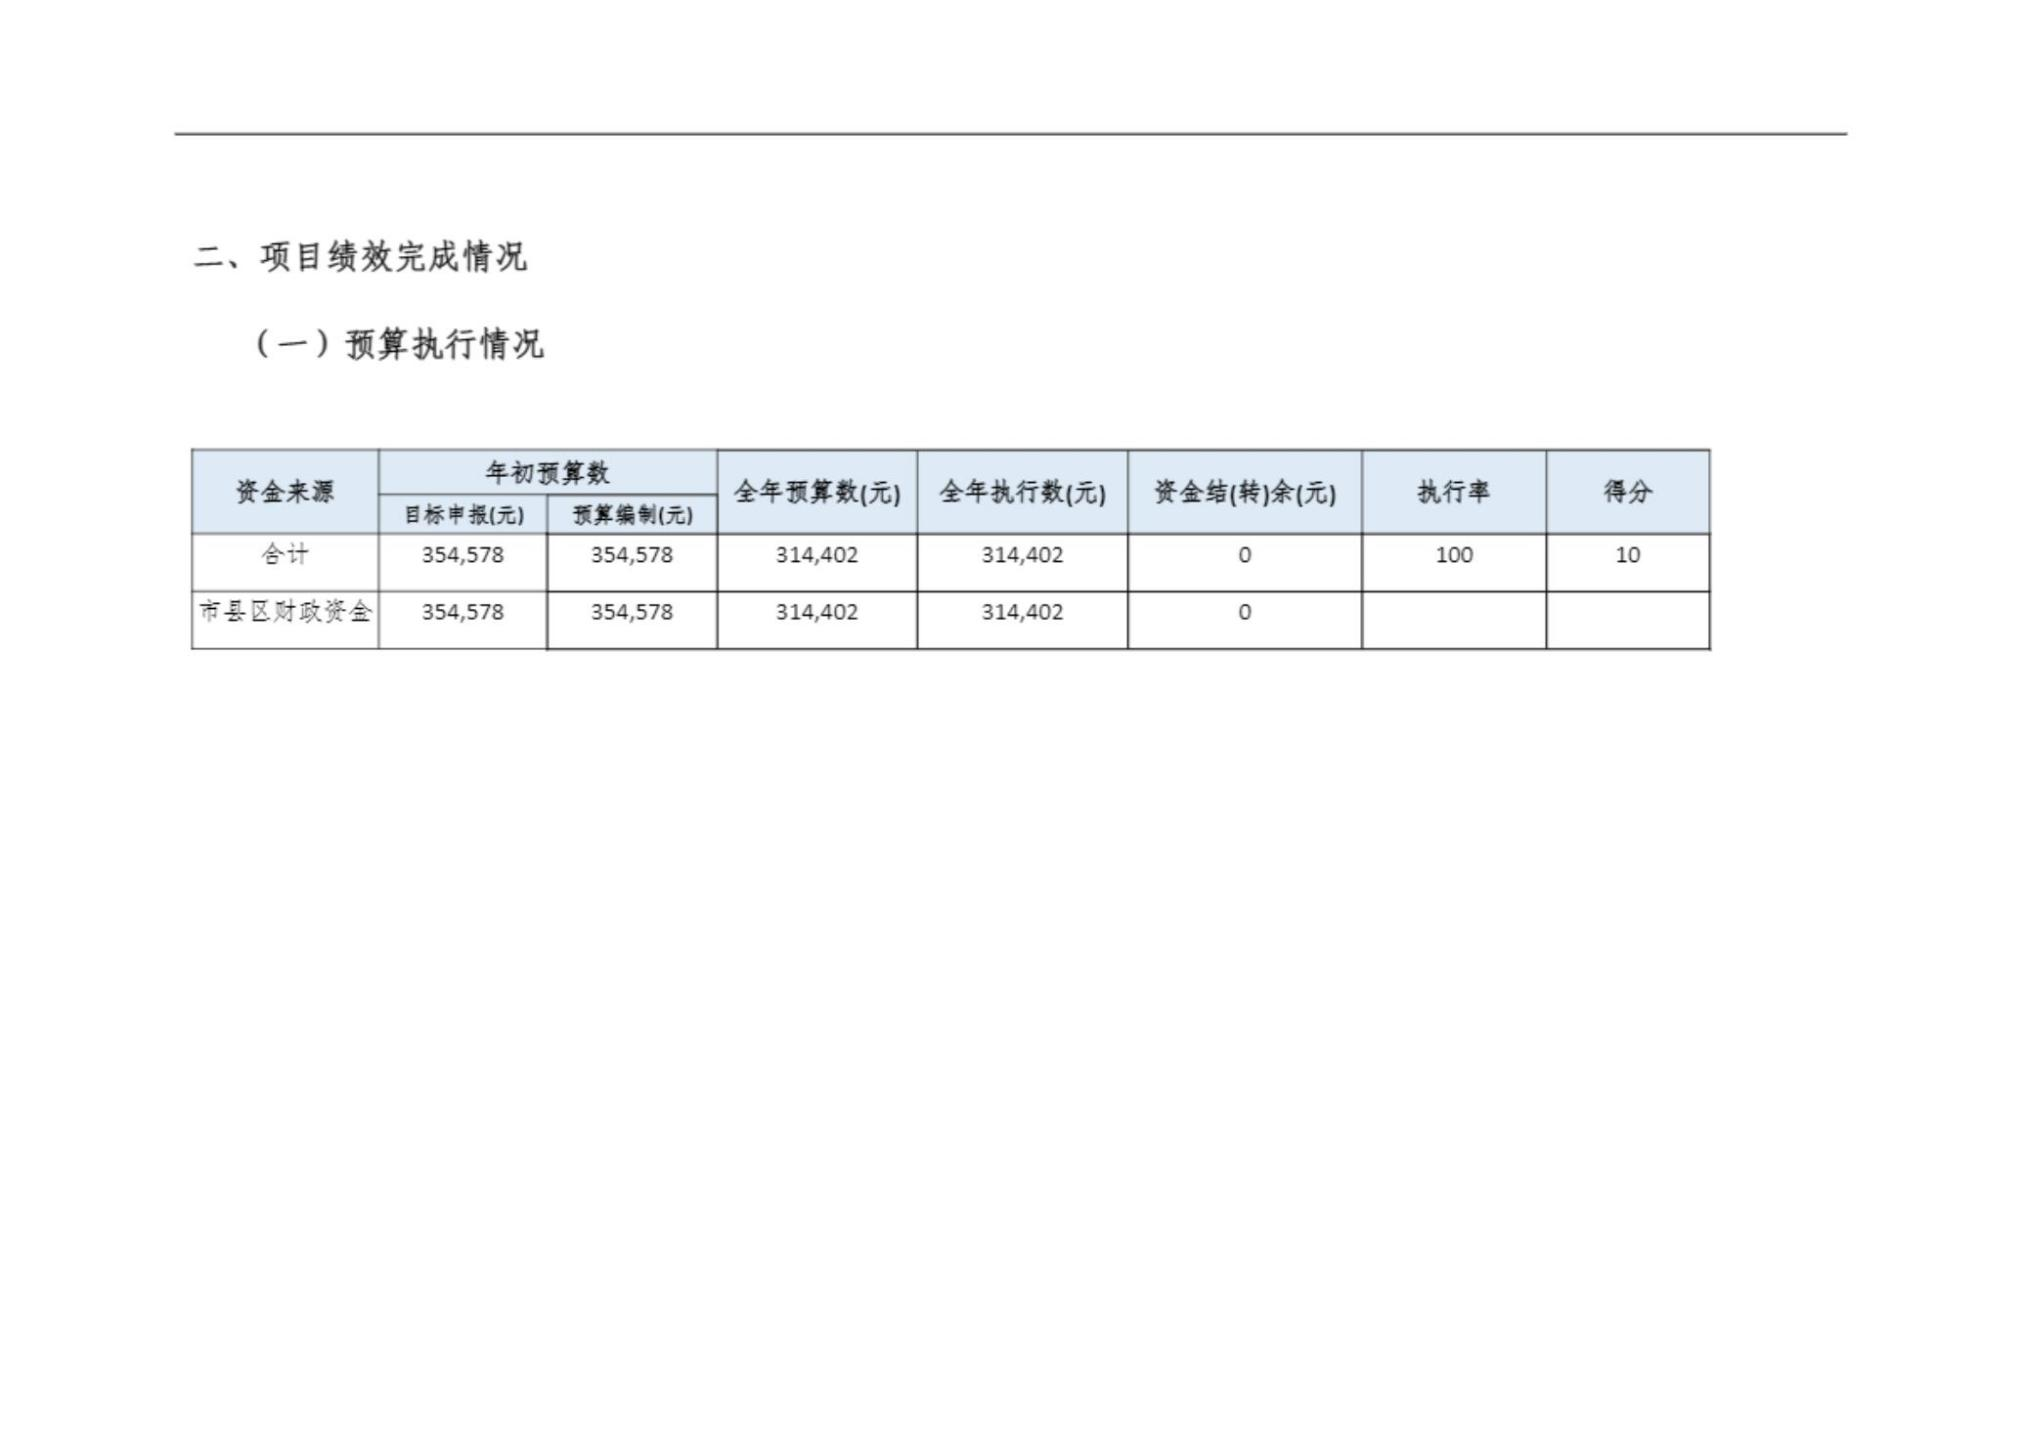 二、项目绩效完成情况
（一）预算执行情况
资金来源 年初预算数 全年预算数(元) 全年执行数(元) 资金结(转)余(元) 执行率 得分
目标申报(元) 预算编制(元)
合计 354,578 354,578 314,402 314,402 0 100 10
市县区财政资金 354,578 354,578 314,402 314,402 0